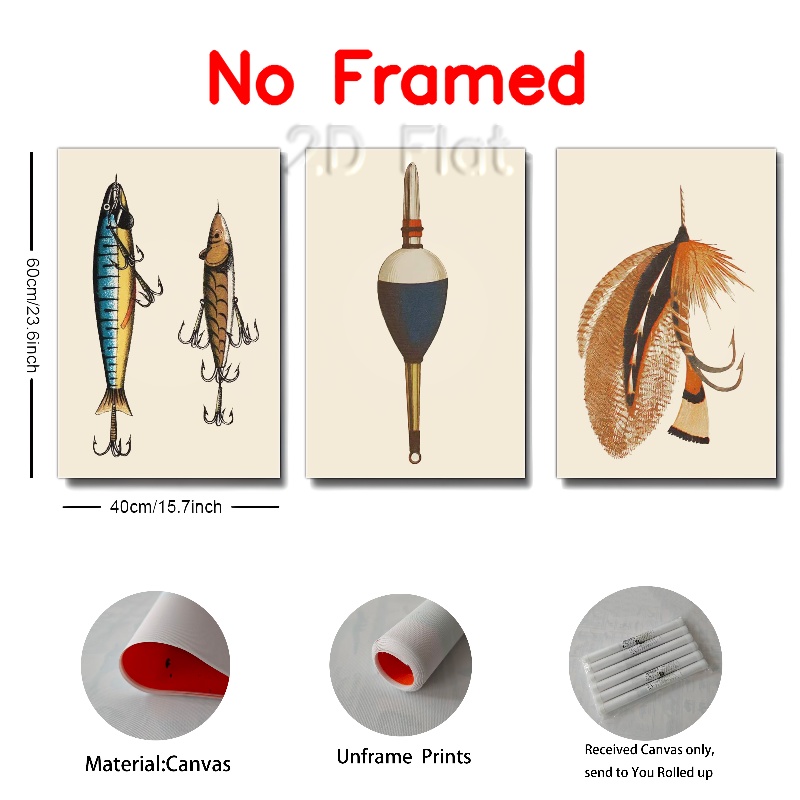 No Framed
2D Flat
60cm/23.6inch
40cm/15.7inch
Material:Canvas
Unframe Prints
Received Canvas only,
send to You Rolled up